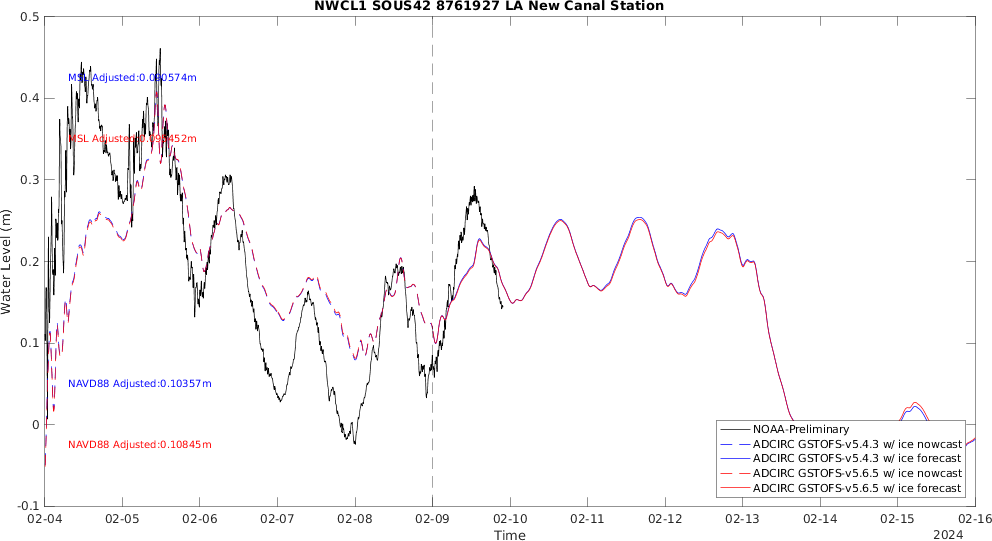 NWCL1 SOUS42 8761927 LA New Canal Station
Water Level (m)
0.5
0.4
0.3
0.2
0.1
0
-0.1
MSL Adjusted:
MSL Adjusted:
NAVD88 Adjusted:0.10357m
NAVD88 Adjusted:0.10845m
NOAA-Preliminary
ADCIRC GSTOFS-v5.4.3 w/ ice nowcast
ADCIRC GSTOFS-v5.4.3 w/ ice forecast
ADCIRC GSTOFS-v5.6.5 w/ ice nowcast
ADCIRC GSTOFS-v5.6.5 w/ ice forecast
02-04 02-05 02-06 02-07 02-08 02-09 02-10 02-11 02-12 02-13 02-14 02-15 02-16
Time
2024